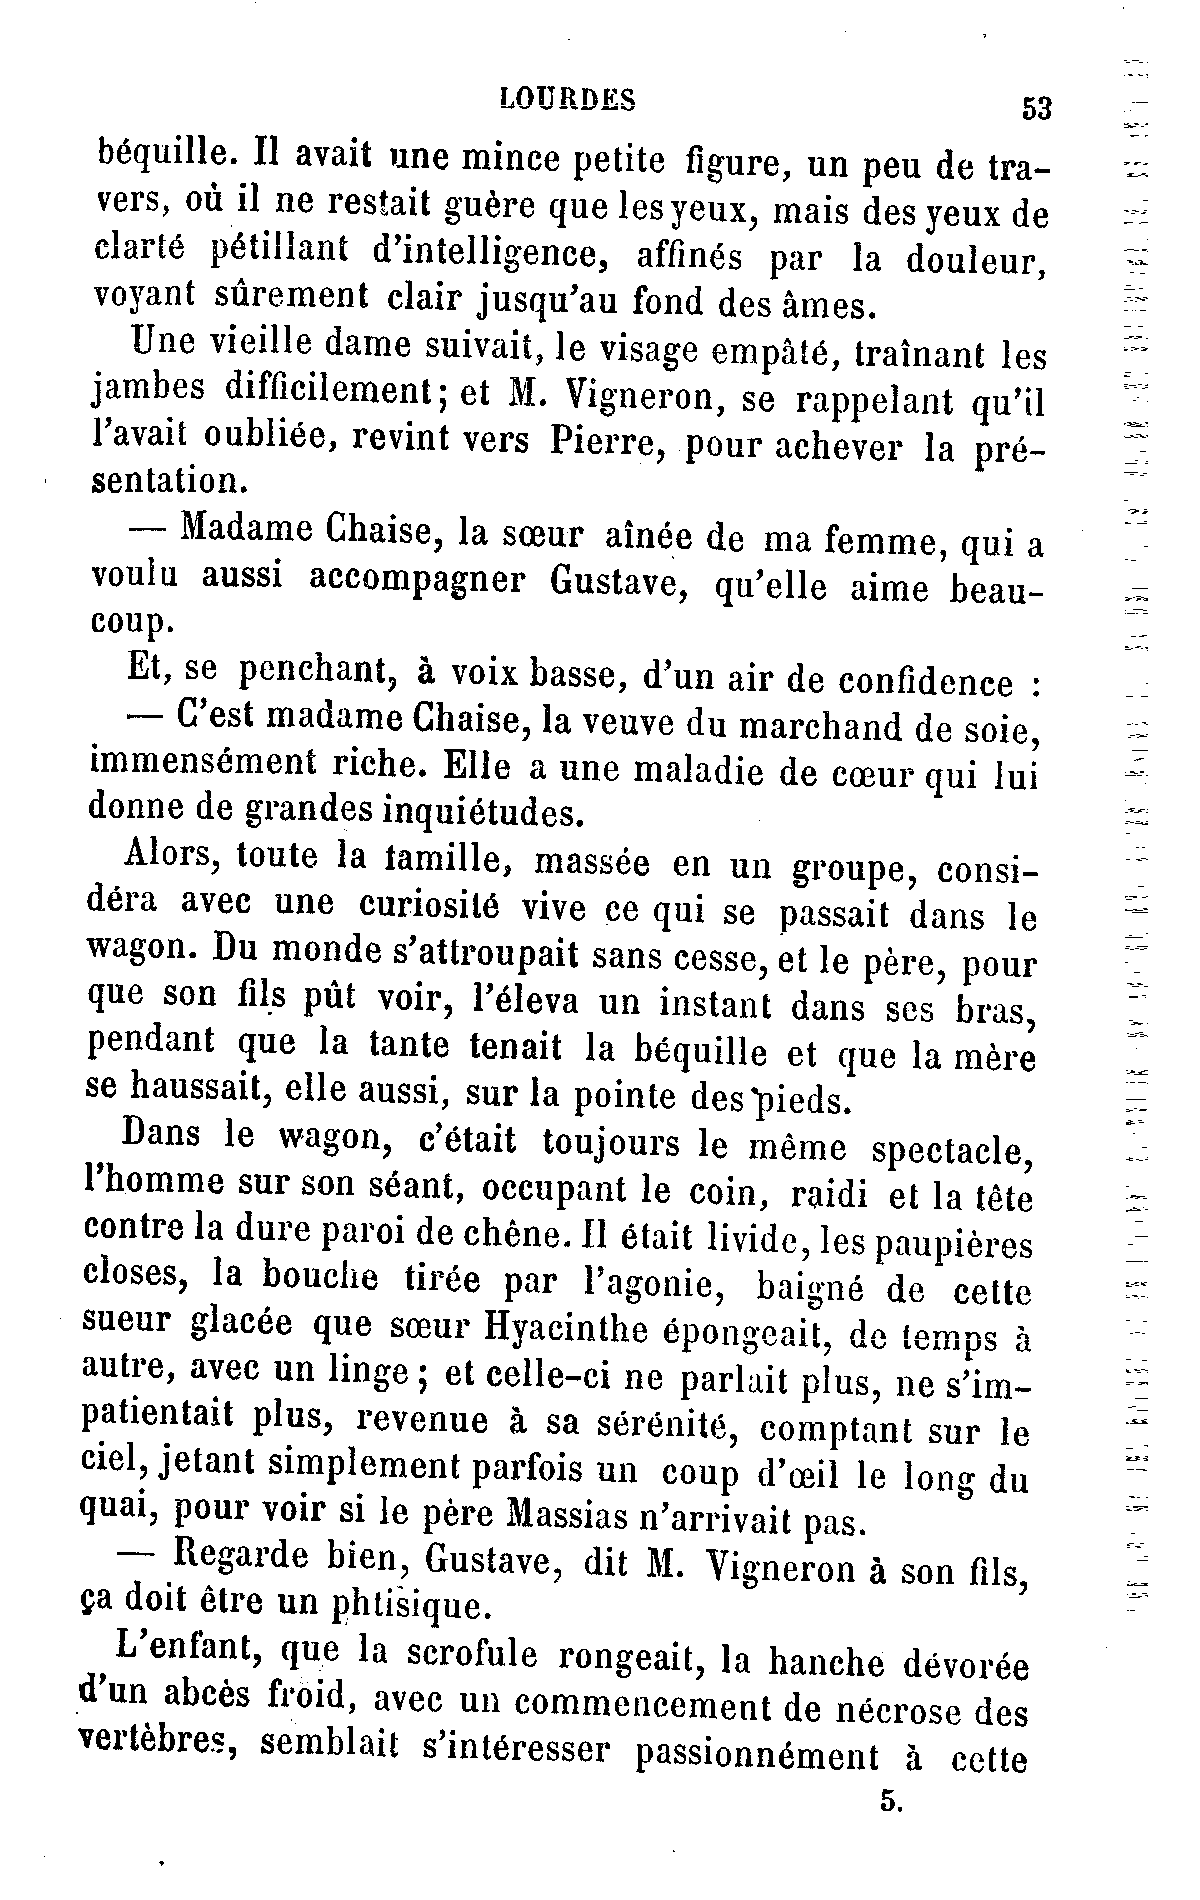 LOURDES
53
béquille. Il avait une mince petite figure, un peu de tra-
vers, où il ne restait guère que les yeux, mais des yeux de
clarté pétillant d'intelligence, affinés par la douleur,
voyant sûrement clair jusqu'au fond des âmes.
Une vieille dame suivait, le visage empâté, traînant les
jambes difficilement; et M. Vigneron, se rappelant qu'il
l'avait oubliée, revint vers Pierre, pour achever la pré-
sentation.
— Madame Chaise, la sœur aînée de ma femme, qui a
voulu aussi accompagner Gustave, qu'elle aime beau-
coup.
Et, se penchant, à voix basse, d'un air de confidence :
— C'est madame Chaise, la veuve du marchand de soie,
immensément riche. Elle a une maladie de cœur qui lui
donne de grandes inquiétudes.
Alors, toute la famille, massée en un groupe, consi-
déra avec une curiosité vive ce qui se passait dans le
wagon. Du monde s'attroupait sans cesse, et le père, pour
que son fils pût voir, l'éleva un instant dans ses bras,
pendant que la tante tenait la béquille et que la mère
se haussait, elle aussi, sur la pointe des pieds.
Dans le wagon, c'était toujours le même spectacle,
l'homme sur son séant, occupant le coin, raidi et la tête
contre la dure paroi de chêne. Il était livide, les paupières
closes, la bouche tirée par l'agonie, baigné de cette
sueur glacée que sœur Hyacinthe épongeait, de temps à
autre, avec un linge ; et celle-ci ne parlait plus, ne s'im-
patientait plus, revenue à sa sérénité, comptant sur le
ciel, jetant simplement parfois un coup d'œil le long du
quai, pour voir si le père Massias n'arrivait pas.
— Regarde bien, Gustave, dit M. Vigneron à son fils,
ça doit être un phtisique.
L'enfant, que la scrofule rongeait, la hanche dévorée
d'un abcès froid, avec un commencement de nécrose des
vertèbres, semblait s'intéresser passionnément à cette
5.